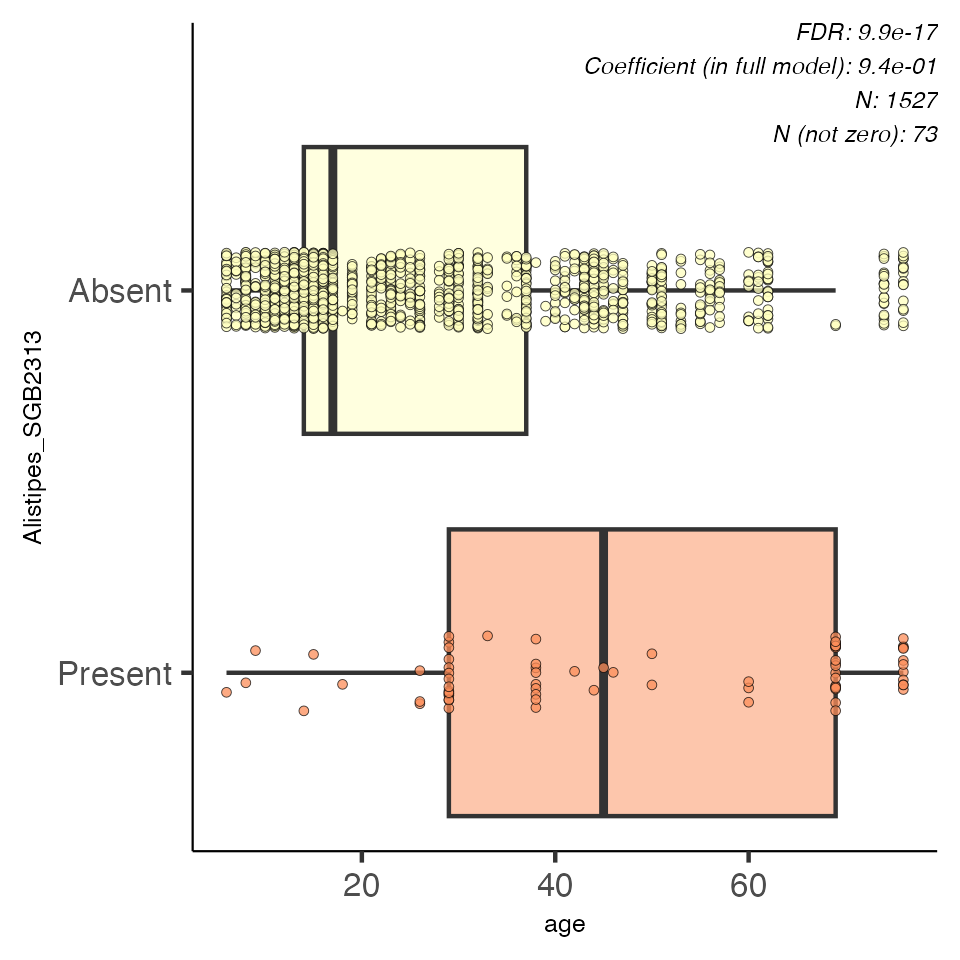 FDR: 9.9e-17
Coefficient (in full model): 9.4e-01
N: 1527
N (not zero): 73
Alistipes_SGB2313
Absent
Present
20 40 60
age